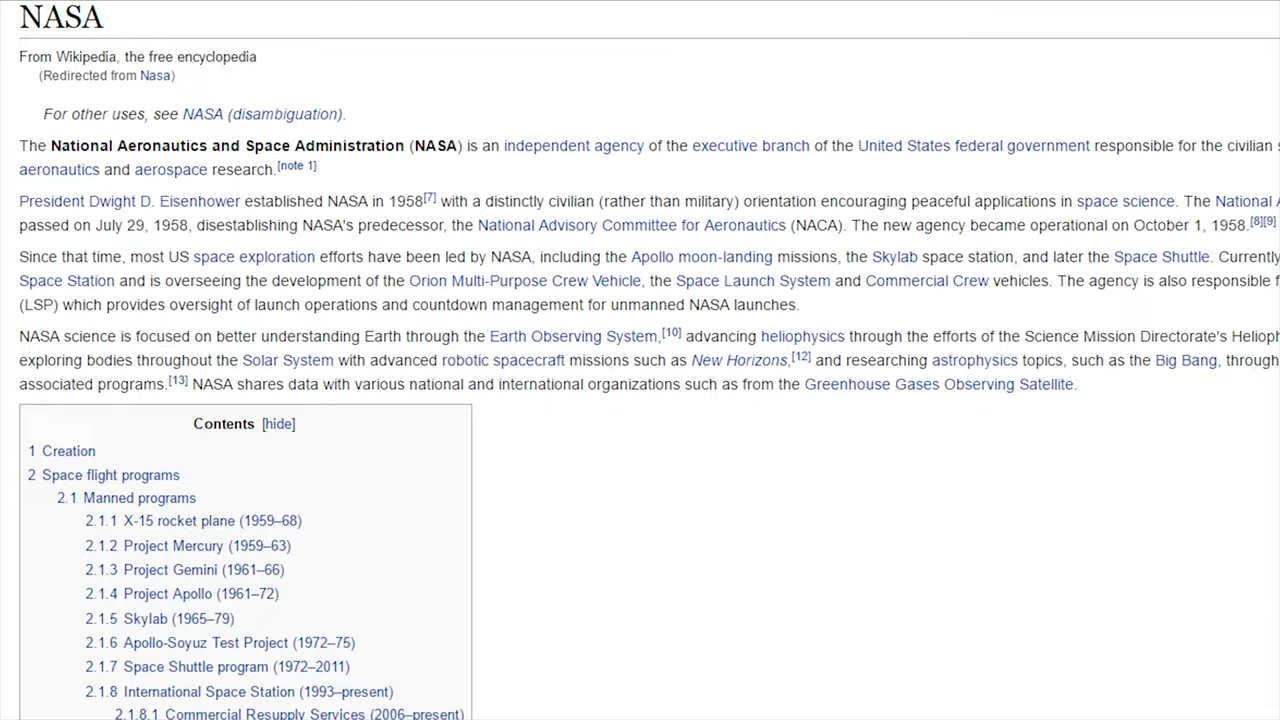 NASA
From Wikipedia, the free encyclopedia
(Redirected from Nasa)
For other uses, see NASA (disambiguation).
The National Aeronautics and Space Administration (NASA) is an independent agency of the executive branch of the United States federal government responsible for the civilian
aeronautics and aerospace research.[note 1]
President Dwight D. Eisenhower established NASA in 1958[7] with a distinctly civilian (rather than military) orientation encouraging peaceful applications in space science. The National
passed on July 29, 1958, disestablishing NASA's predecessor, the National Advisory Committee for Aeronautics (NACA). The new agency became operational on October 1, 1958.[8][9]
Since that time, most US space exploration efforts have been led by NASA, including the Apollo moon-landing missions, the Skylab space station, and later the Space Shuttle. Currently
Space Station and is overseeing the development of the Orion Multi-Purpose Crew Vehicle, the Space Launch System and Commercial Crew vehicles. The agency is also responsible
(LSP) which provides oversight of launch operations and countdown management for unmanned NASA launches.
NASA science is focused on better understanding Earth through the Earth Observing System,[10] advancing heliophysics through the efforts of the Science Mission Directorate's
exploring bodies throughout the Solar System with advanced robotic spacecraft missions such as New Horizons,[12] and researching astrophysics topics, such as the Big Bang, through
associated programs.[13] NASA shares data with various national and international organizations such as from the Greenhouse Gases Observing Satellite.
Contents [hide]
1 Creation
2 Space flight programs
2.1 Manned programs
2.1.1 X-15 rocket plane (1959–68)
2.1.2 Project Mercury (1959–63)
2.1.3 Project Gemini (1961–66)
2.1.4 Project Apollo (1961–72)
2.1.5 Skylab (1965–79)
2.1.6 Apollo-Soyuz Test Project (1972–75)
2.1.7 Space Shuttle program (1972–2011)
2.1.8 International Space Station (1993–present)
2.1.8.1 Commercial Resupply Services (2006–present)